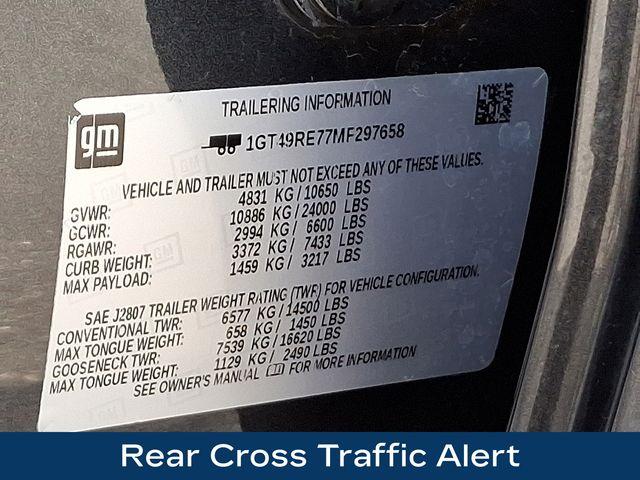 gm
TRAILERING INFORMATION
1GT49RE77MF297658
VEHICLE AND TRAILER MUST NOT EXCEED ANY OF THESE VALUES.
GVWR: 4831 KG/10650 LBS
GCWR: 10886 KG/24000 LBS
RGAWR: 2994 KG/ 6600 LBS
CURB WEIGHT: 3372 KG/ 7433 LBS
MAX PAYLOAD: 1459 KG/ 3217 LBS
SAE J2807 TRAILER WEIGHT RATING (TWR) FOR VEHICLE CONFIGURATION.
CONVENTIONAL TWR: 6577 KG/14500 LBS
MAX TONGUE WEIGHT: 658 KG/ 1450 LBS
GOOSENECK TWR: 7539 KG/16620 LBS
MAX TONGUE WEIGHT: 1129 KG/ 2490 LBS
SEE OWNER'S MANUAL FOR MORE INFORMATION
Rear Cross Traffic Alert